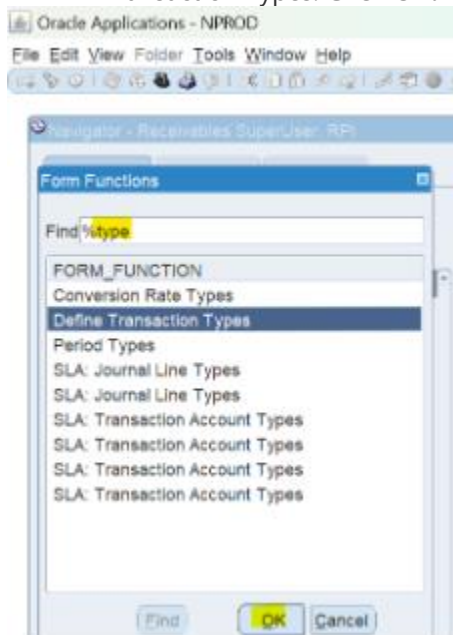 Oracle Applications - NPROD
File Edit View Folder Tools Window Help
Navigator - Receivables SuperUser: RPI
Form Functions
Find %type
FORM_FUNCTION
Conversion Rate Types
Define Transaction Types
Period Types
SLA: Journal Line Types
SLA: Journal Line Types
SLA: Transaction Account Types
SLA: Transaction Account Types
SLA: Transaction Account Types
SLA: Transaction Account Types
Find OK Cancel